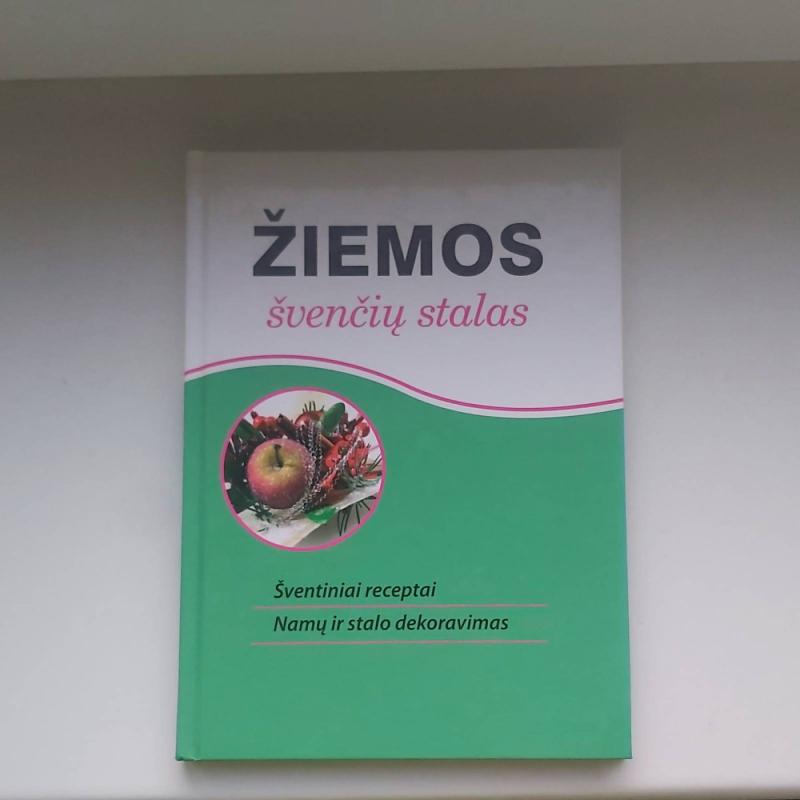 ŽIEMOS
švenčių stalas
Šventiniai receptai
Namų ir stalo dekoravimas